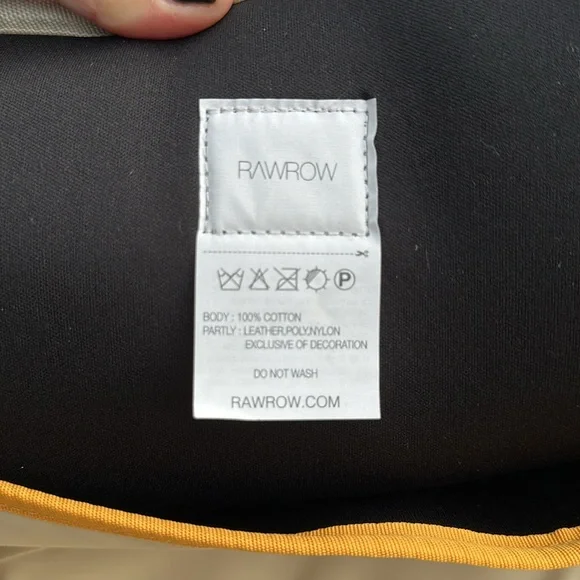 RAWROW
P
BODY : 100% COTTON
PARTLY : LEATHER,POLY,NYLON
EXCLUSIVE OF DECORATION
DO NOT WASH
RAWROW.COM